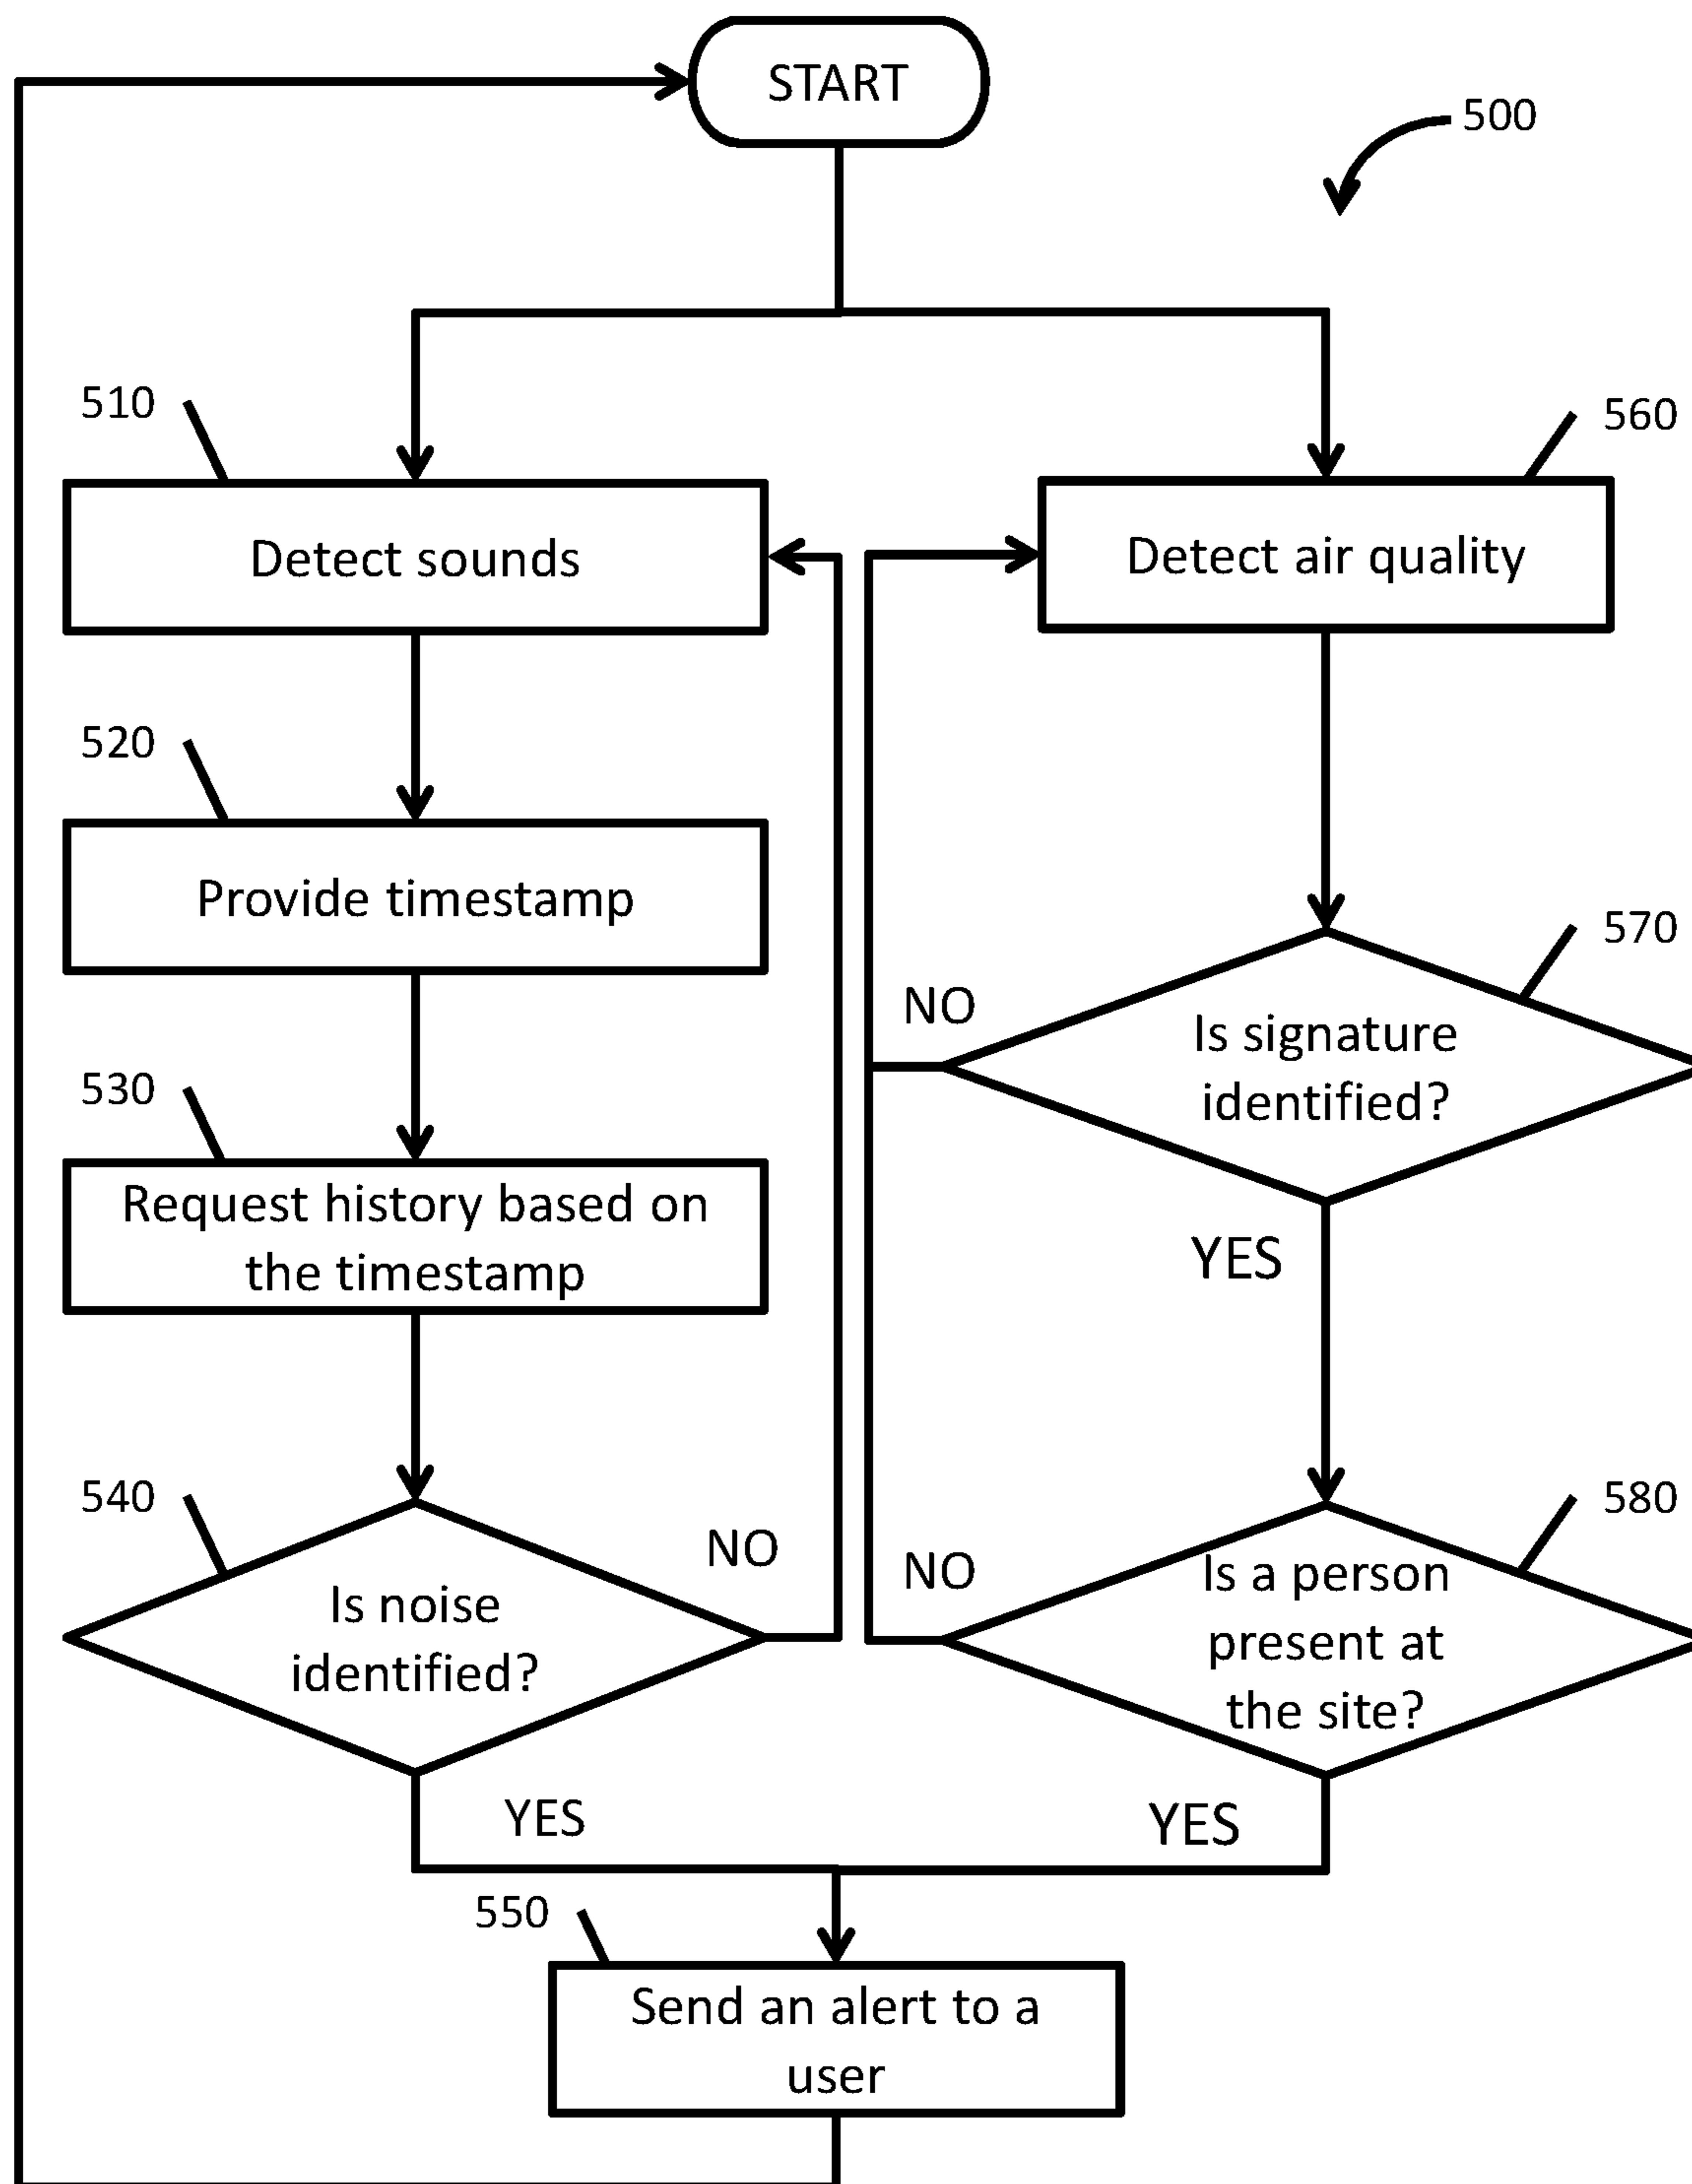 START
500
510
Detect sounds
560
Detect air quality
520
Provide timestamp
570
NO
Is signature
identified?
YES
530
Request history based on
the timestamp
540
Is noise
identified?
NO
YES
580
NO
Is a person
present at
the site?
YES
550
Send an alert to a
user